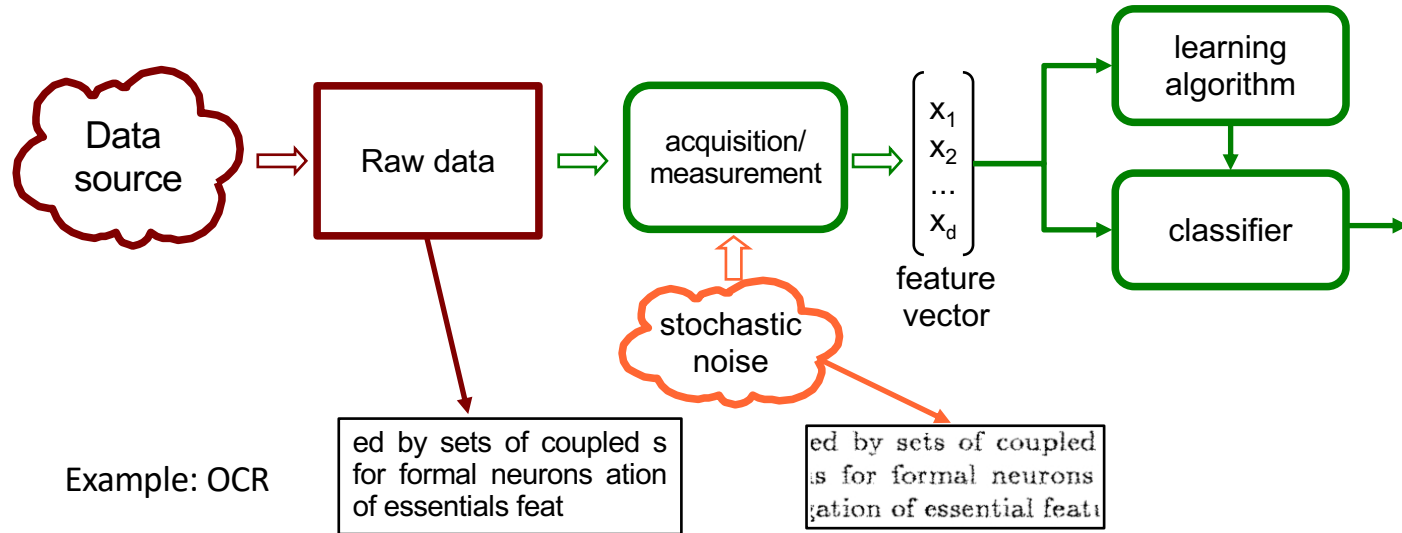 Data
source
Raw data
acquisition/
measurement
x1
x2
...
xd
feature
vector
learning
algorithm
classifier
stochastic
noise
Example: OCR
ed by sets of coupled s
for formal neurons ation
of essentials feat
ed by sets of coupled
s for formal neurons
gation of essential featu